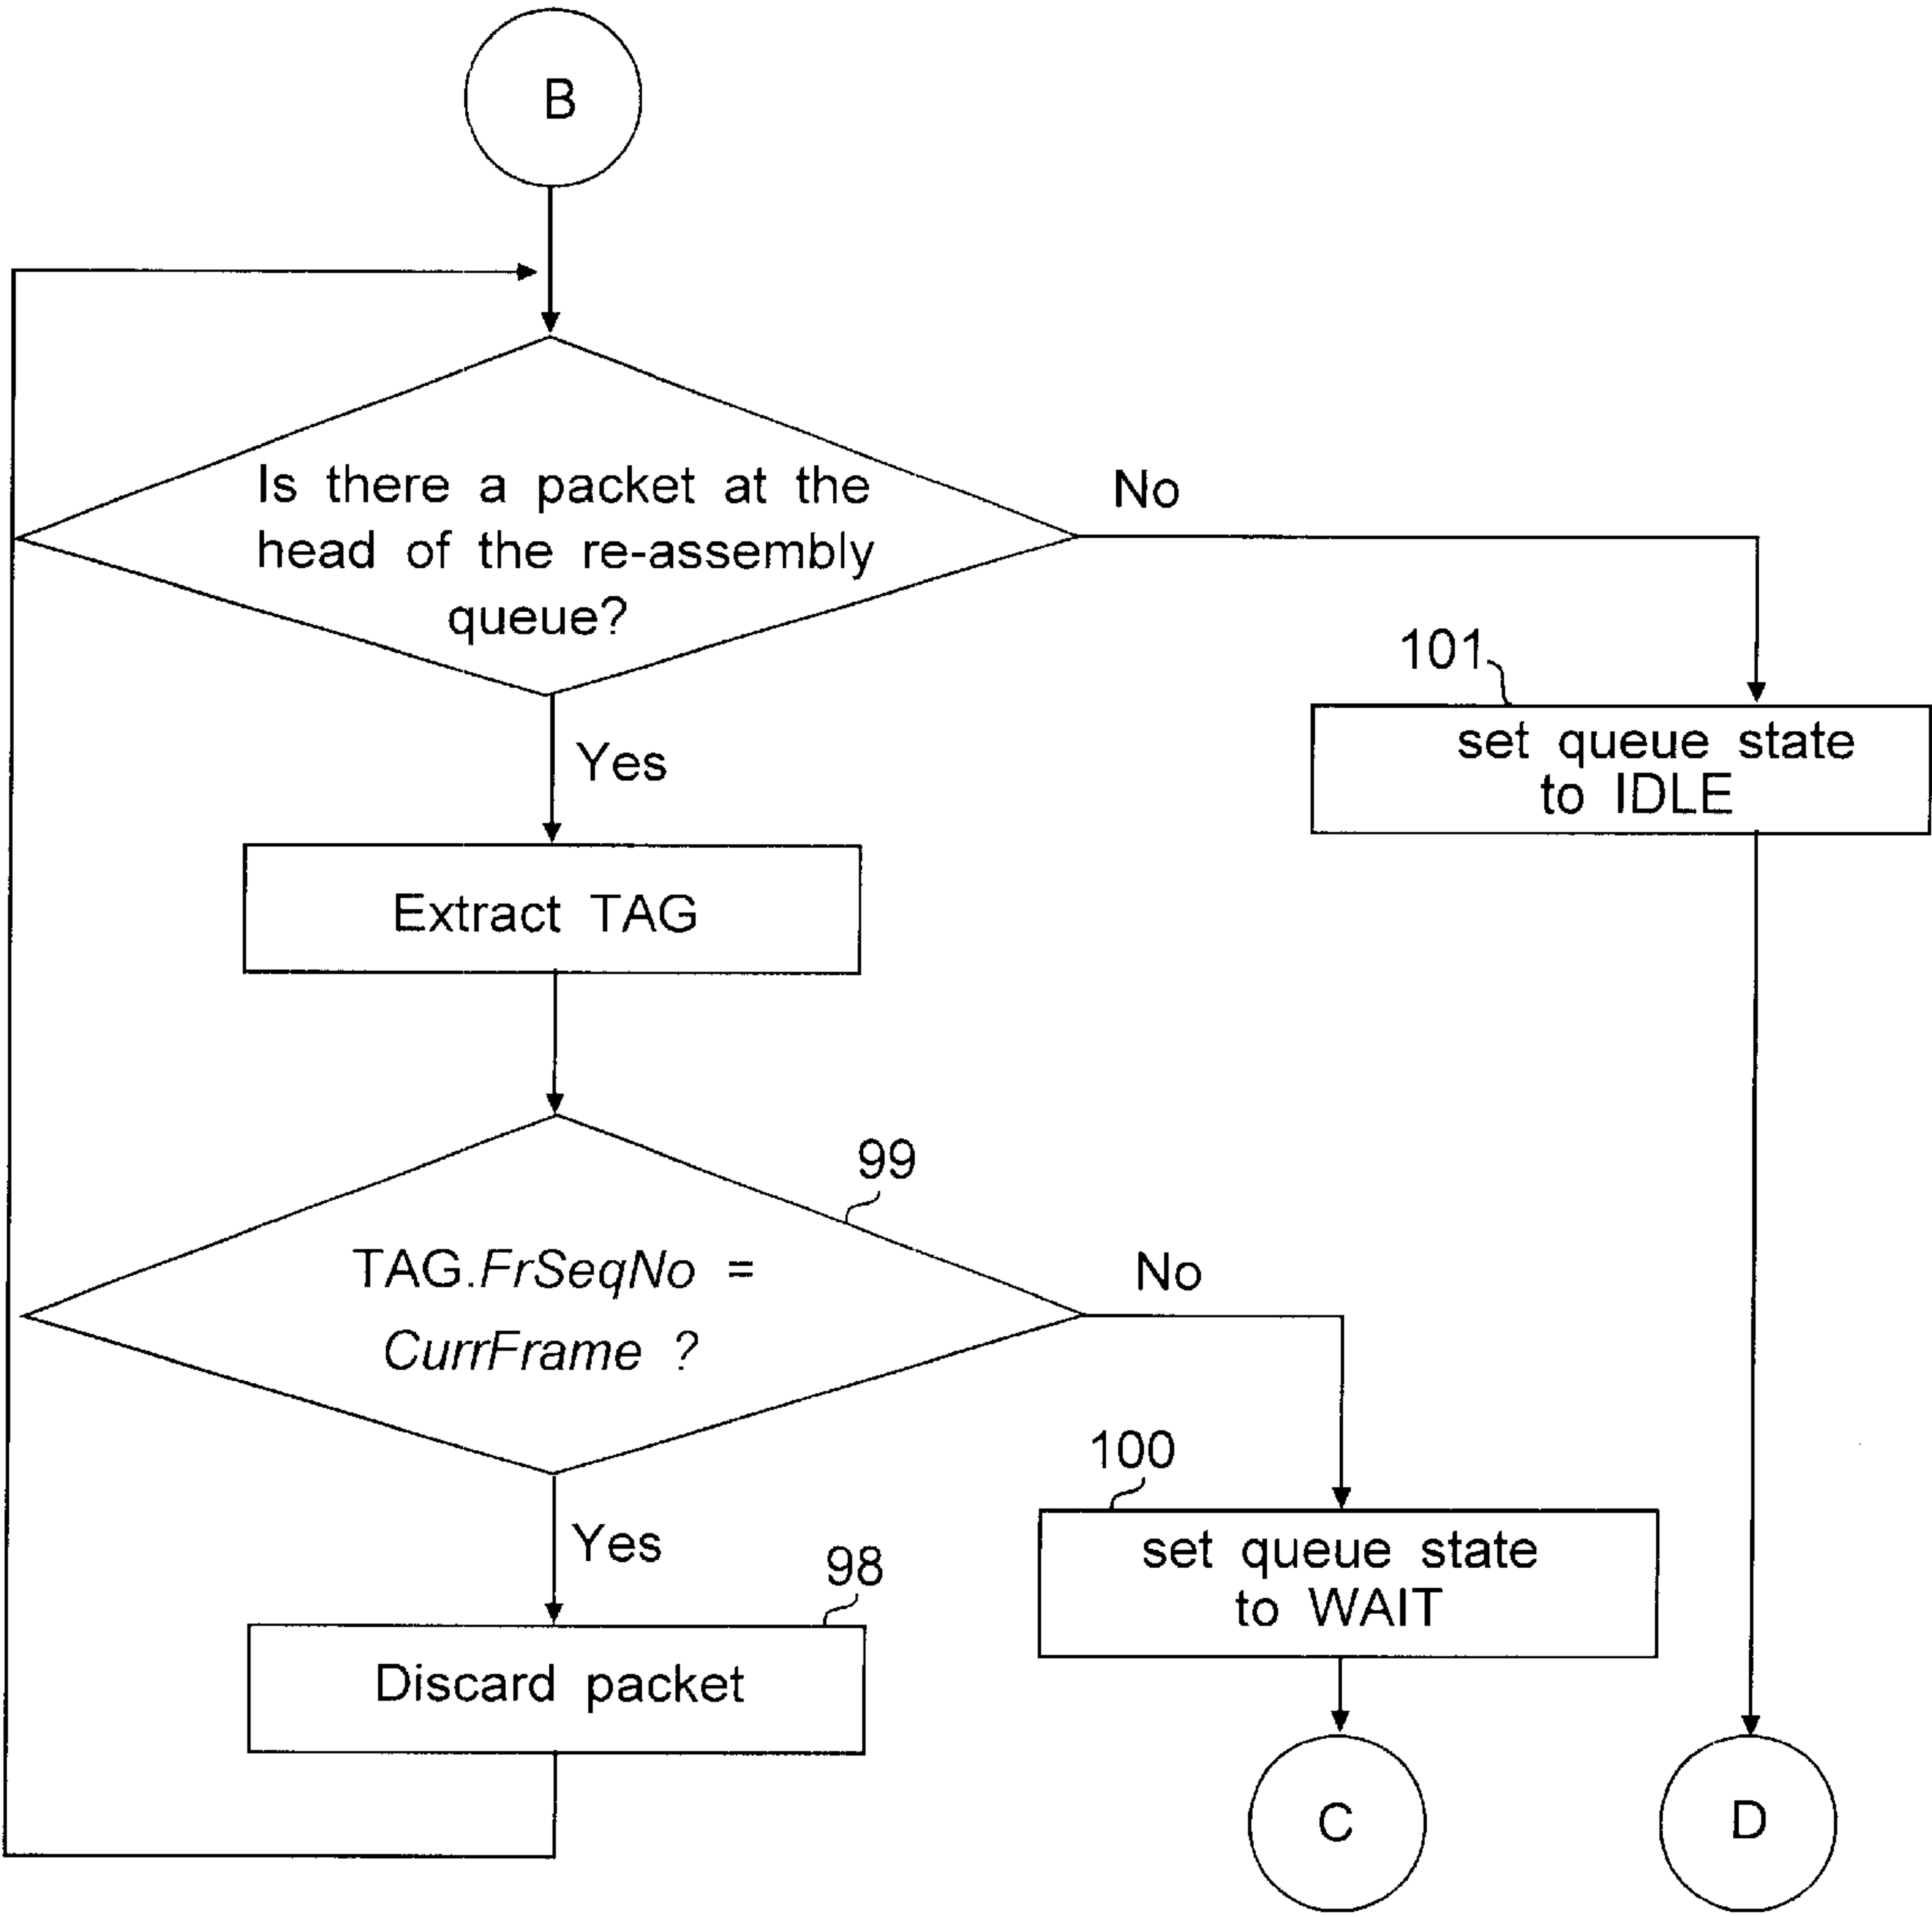 B
Is there a packet at the
head of the re-assembly
queue?
No
Yes
101
set queue state
to IDLE
Extract TAG
99
TAG.FrSeqNo =
CurrFrame ?
No
Yes
100
set queue state
to WAIT
98
Discard packet
C
D